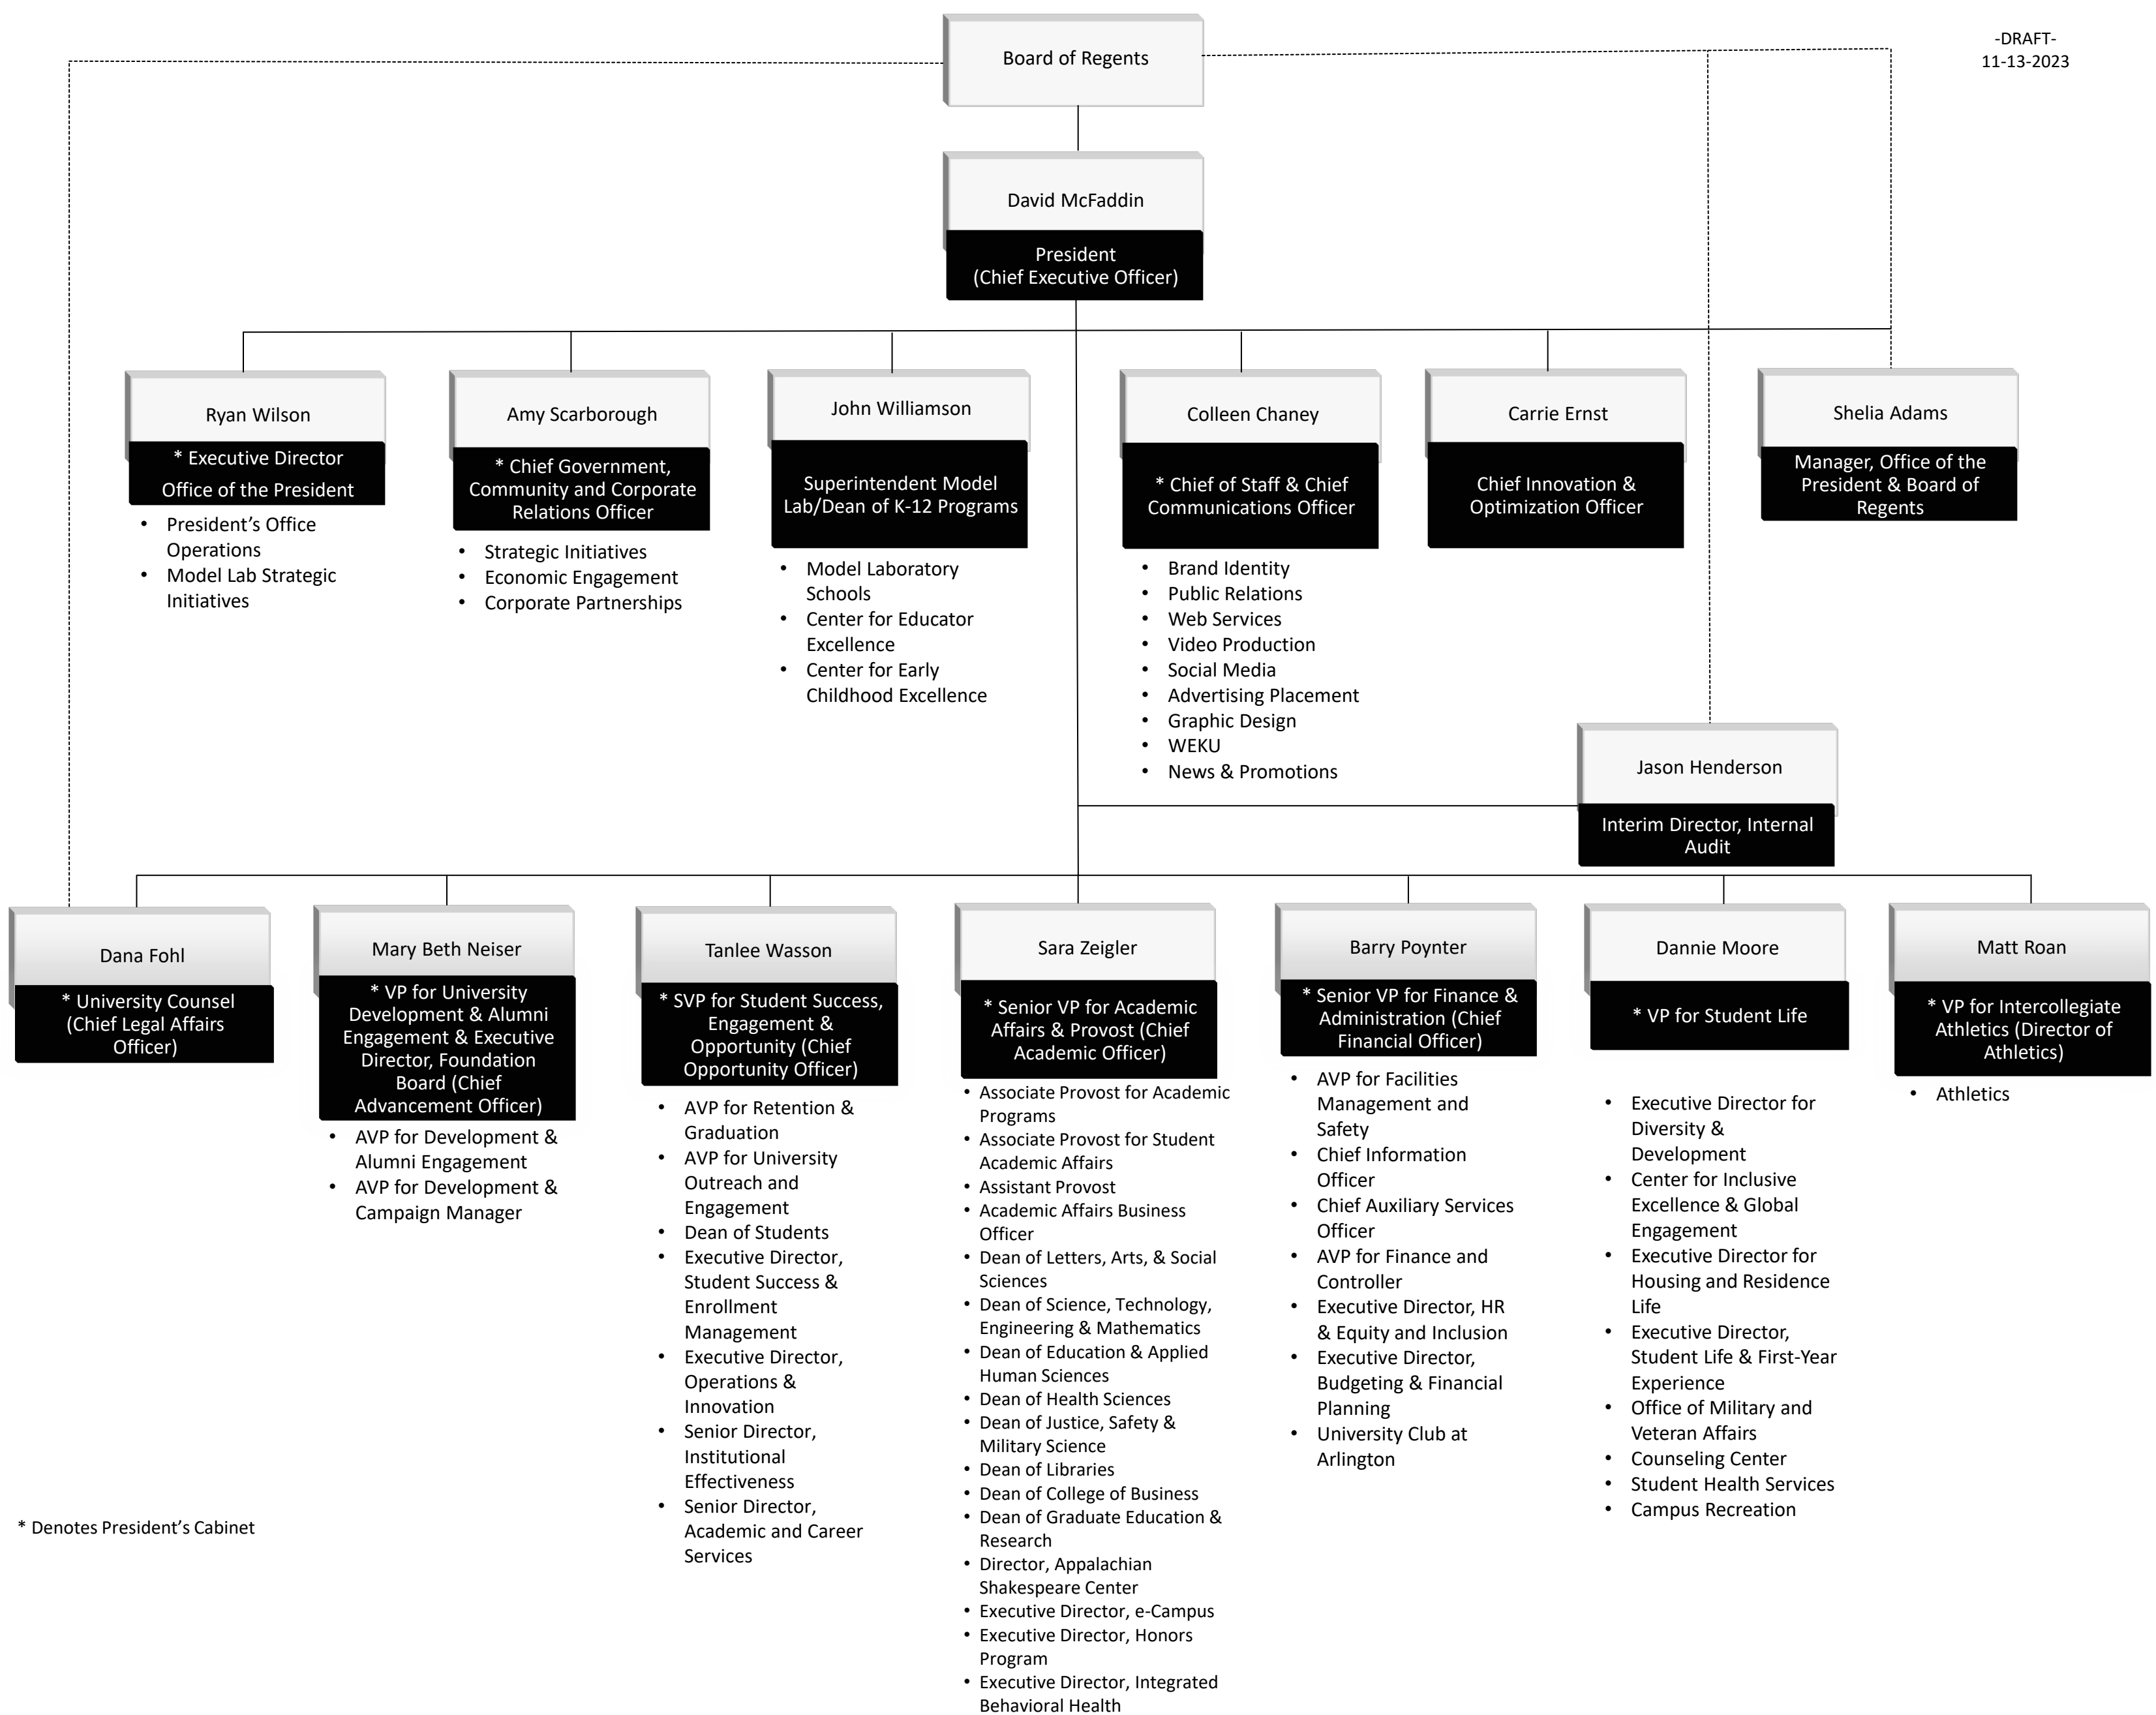 Board of Regents
-DRAFT-
11-13-2023
David McFaddin
President
(Chief Executive Officer)
Ryan Wilson
* Executive Director
Office of the President
• President’s Office
Operations
• Model Lab Strategic
Initiatives
Amy Scarborough
* Chief Government,
Community and Corporate
Relations Officer
• Strategic Initiatives
• Economic Engagement
• Corporate Partnerships
John Williamson
Superintendent Model
Lab/Dean of K-12 Programs
• Model Laboratory
Schools
• Center for Educator
Excellence
• Center for Early
Childhood Excellence
Colleen Chaney
* Chief of Staff & Chief
Communications Officer
• Brand Identity
• Public Relations
• Web Services
• Video Production
• Social Media
• Advertising Placement
• Graphic Design
• WEKU
• News & Promotions
Carrie Ernst
Chief Innovation &
Optimization Officer
Shelia Adams
Manager, Office of the
President & Board of
Regents
Jason Henderson
Interim Director, Internal
Audit
Dana Fohl
* University Counsel
(Chief Legal Affairs
Officer)
Mary Beth Neiser
* VP for University
Development & Alumni
Engagement & Executive
Director, Foundation
Board (Chief
Advancement Officer)
• AVP for Development &
Alumni Engagement
• AVP for Development &
Campaign Manager
Tanlee Wasson
* SVP for Student Success,
Engagement &
Opportunity (Chief
Opportunity Officer)
• AVP for Retention &
Graduation
• AVP for University
Outreach and
Engagement
• Dean of Students
• Executive Director,
Student Success &
Enrollment
Management
• Executive Director,
Operations &
Innovation
• Senior Director,
Institutional
Effectiveness
• Senior Director,
Academic and Career
Services
Sara Zeigler
* Senior VP for Academic
Affairs & Provost (Chief
Academic Officer)
• Associate Provost for Academic
Programs
• Associate Provost for Student
Academic Affairs
• Assistant Provost
• Academic Affairs Business
Officer
• Dean of Letters, Arts, & Social
Sciences
• Dean of Science, Technology,
Engineering & Mathematics
• Dean of Education & Applied
Human Sciences
• Dean of Health Sciences
• Dean of Justice, Safety &
Military Science
• Dean of Libraries
• Dean of College of Business
• Dean of Graduate Education &
Research
• Director, Appalachian
Shakespeare Center
• Executive Director, e-Campus
• Executive Director, Honors
Program
• Executive Director, Integrated
Behavioral Health
Barry Poynter
* Senior VP for Finance &
Administration (Chief
Financial Officer)
• AVP for Facilities
Management and
Safety
• Chief Information
Officer
• Chief Auxiliary Services
Officer
• AVP for Finance and
Controller
• Executive Director, HR
& Equity and Inclusion
• Executive Director,
Budgeting & Financial
Planning
• University Club at
Arlington
Dannie Moore
* VP for Student Life
• Executive Director for
Diversity &
Development
• Center for Inclusive
Excellence & Global
Engagement
• Executive Director for
Housing and Residence
Life
• Executive Director,
Student Life & First-Year
Experience
• Office of Military and
Veteran Affairs
• Counseling Center
• Student Health Services
• Campus Recreation
Matt Roan
* VP for Intercollegiate
Athletics (Director of
Athletics)
• Athletics
* Denotes President’s Cabinet